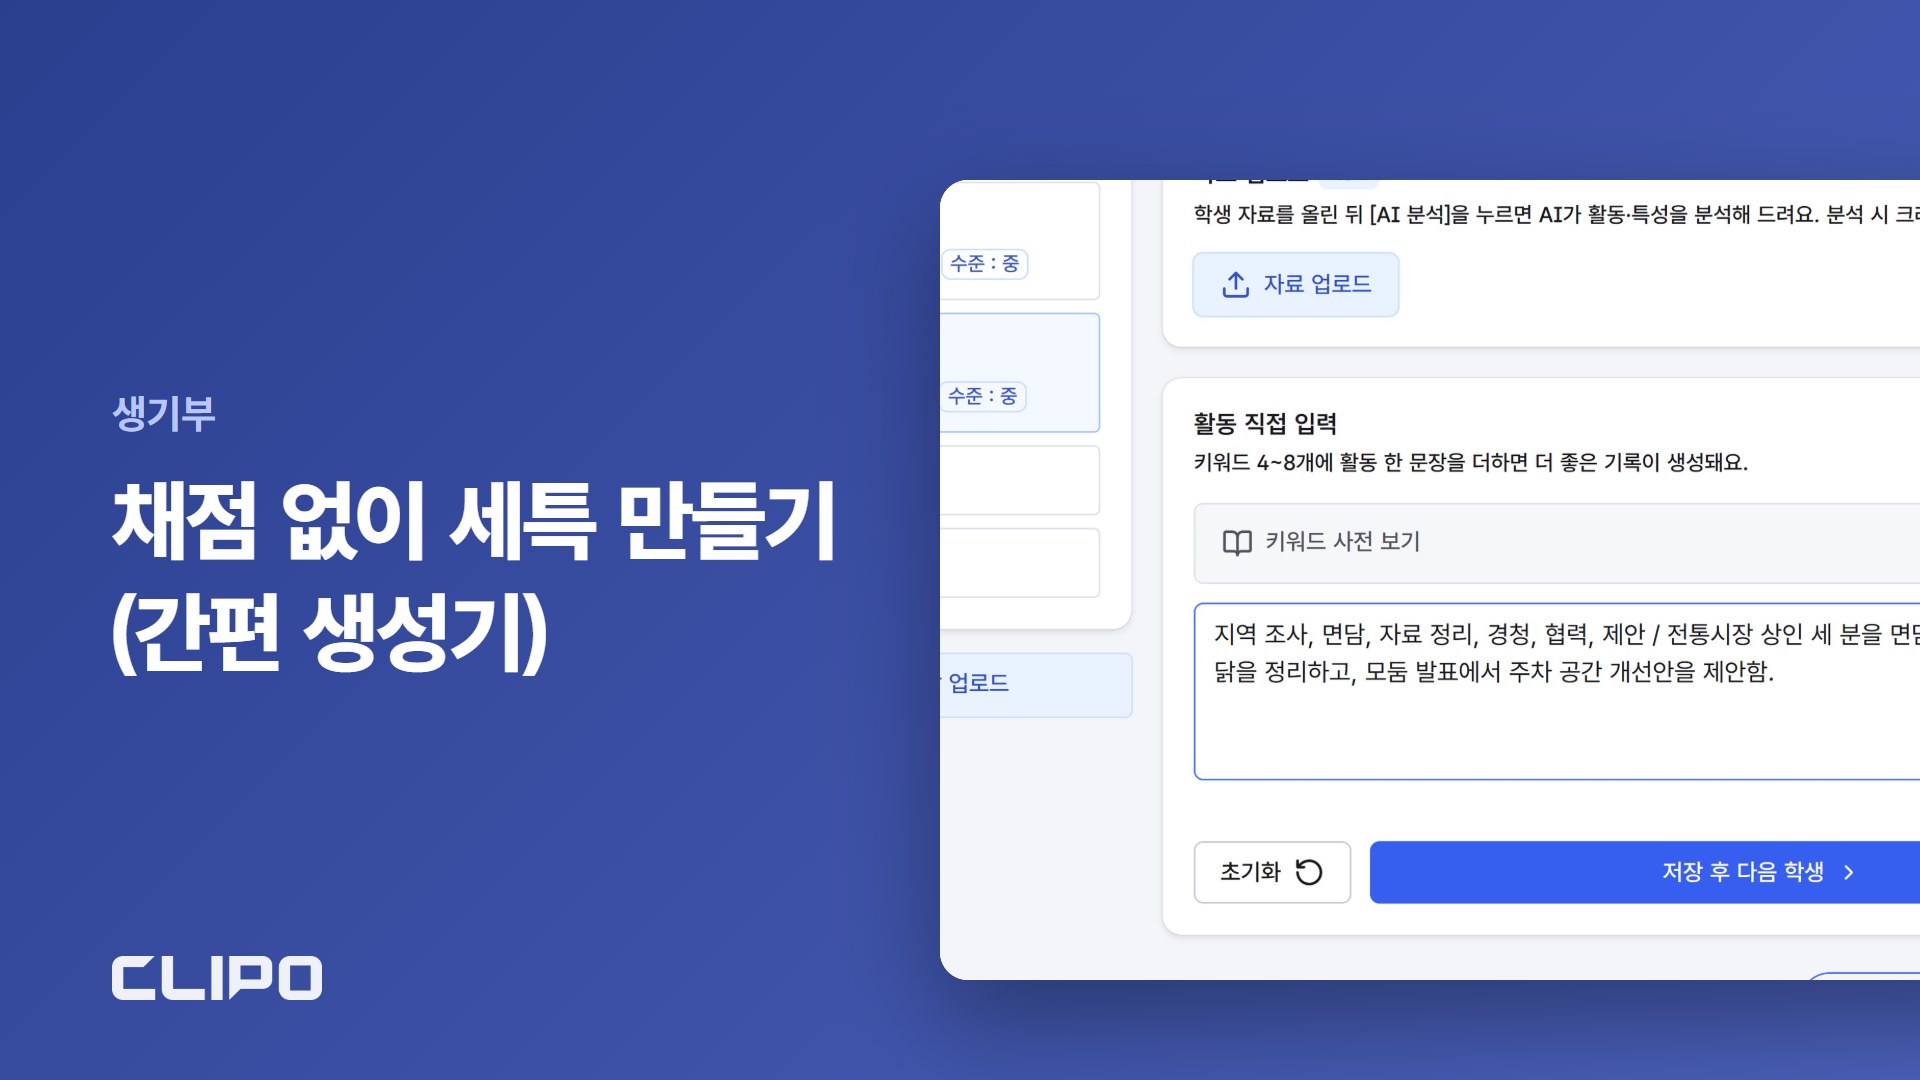 생기부
채점 없이 세특 만들기
(간편 생성기)
CLIPO
수준 : 중
수준 : 중
업로드
학생 자료를 올린 뒤 [AI 분석]을 누르면 AI가 활동·특성을 분석해 드려요. 분석 시
자료 업로드
활동 직접 입력
키워드 4~8개에 활동 한 문장을 더하면 더 좋은 기록이 생성돼요.
키워드 사전 보기
지역 조사, 면담, 자료 정리, 경청, 협력, 제안 / 전통시장 상인 세 분을
닭을 정리하고, 모둠 발표에서 주차 공간 개선안을 제안함.
초기화
저장 후 다음 학생